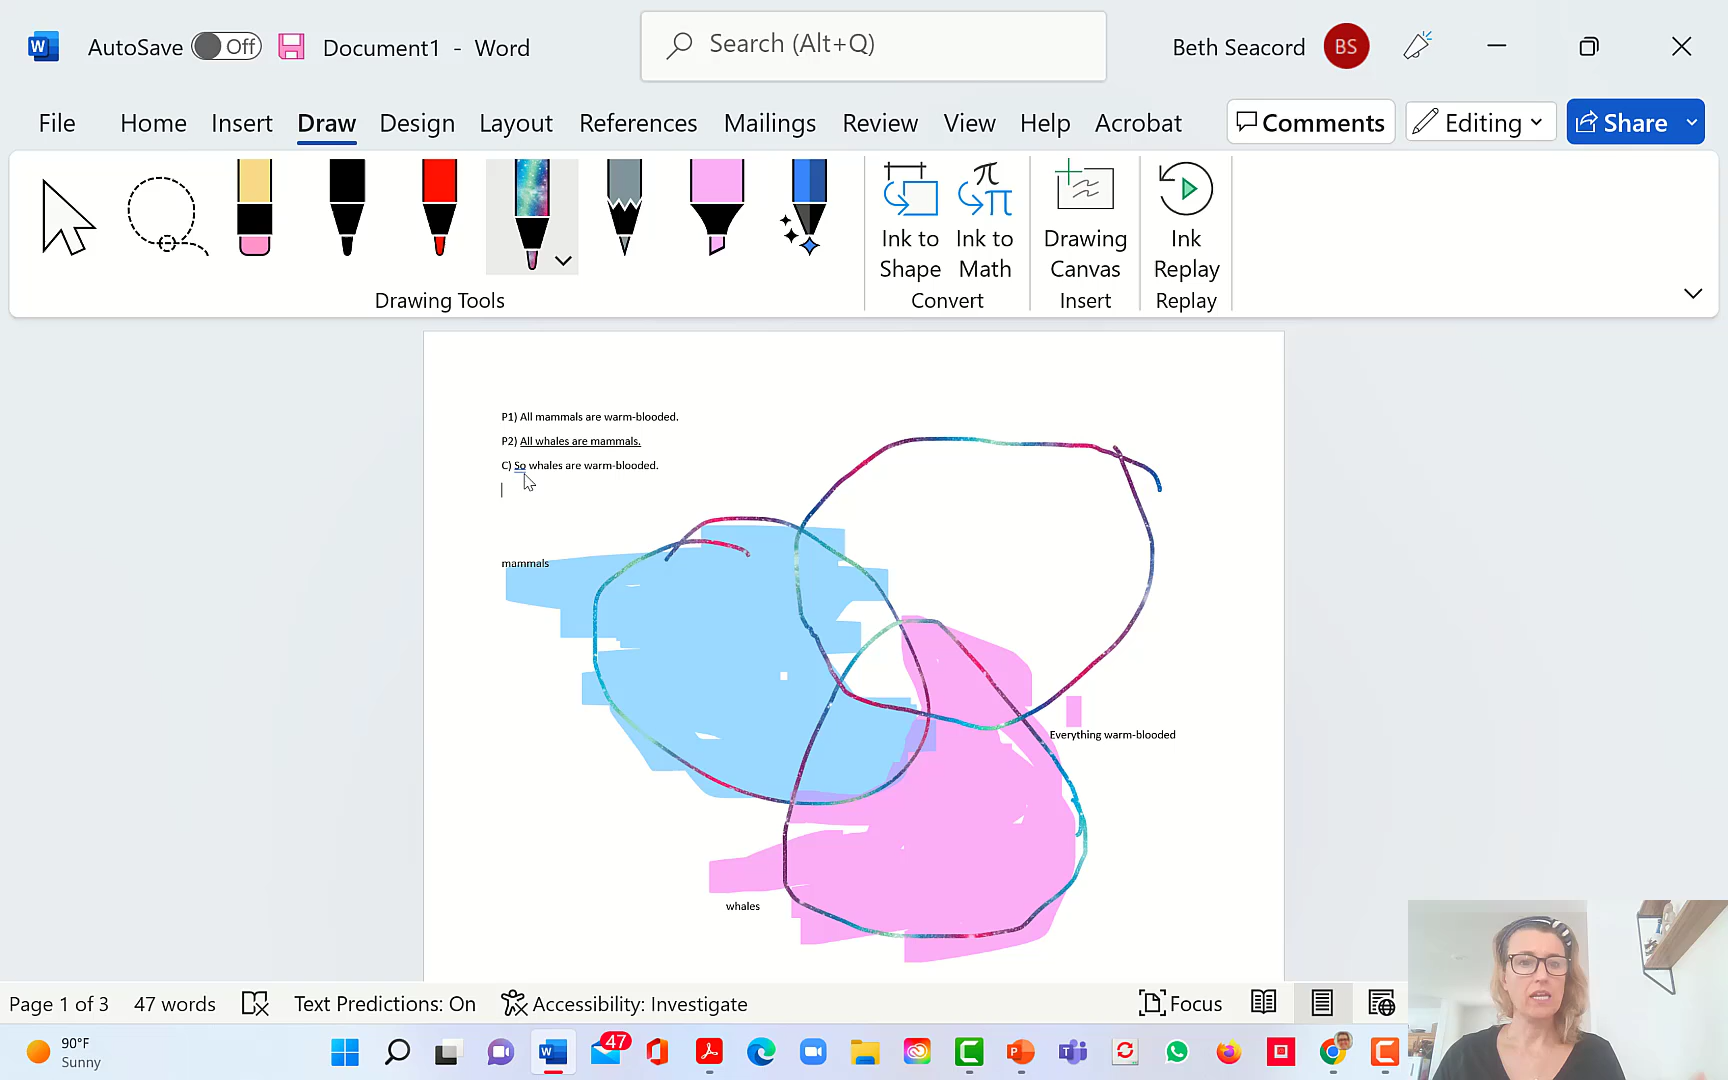 W
AutoSave Off Document1 - Word
Search (Alt+Q)
Beth Seacord BS
File Home Insert Draw Design Layout References Mailings Review View Help Acrobat
Comments Editing Share
Ink to Shape
Ink to Math
Drawing Canvas
Ink Replay
Drawing Tools Convert Insert Replay
P1) All mammals are warm-blooded.
P2) All whales are mammals.
C) So whales are warm-blooded.
mammals
Everything warm-blooded
whales
Page 1 of 3 47 words Text Predictions: On Accessibility: Investigate Focus
90°F
Sunny
47